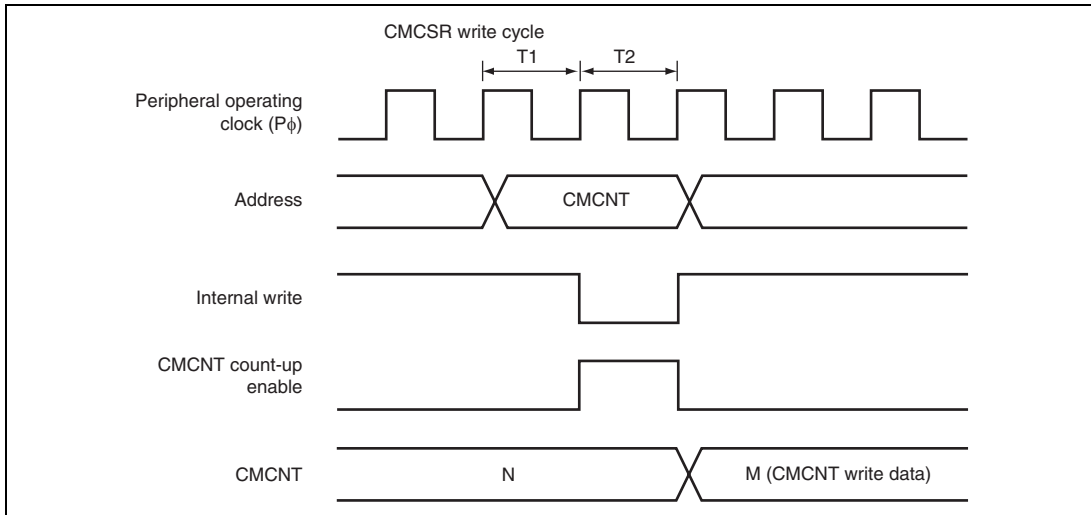 CMCSR write cycle
T1 T2
Peripheral operating
clock (Pϕ)
Address
CMCNT
Internal write
CMCNT count-up
enable
CMCNT
N
M (CMCNT write data)